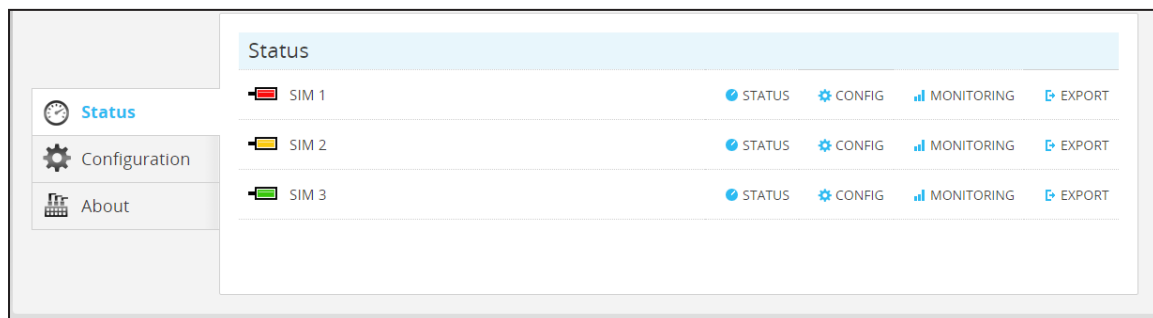 Status
SIM 1 STATUS CONFIG MONITORING EXPORT
Status
SIM 2 STATUS CONFIG MONITORING EXPORT
Configuration
SIM 3 STATUS CONFIG MONITORING EXPORT
About